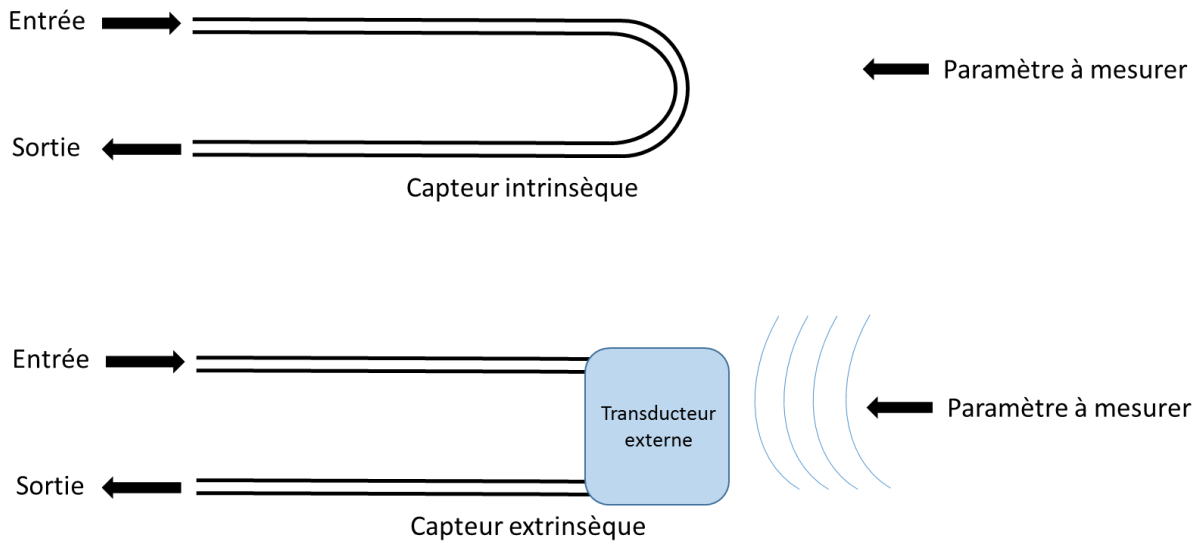 Entrée
Paramètre à mesurer
Sortie
Capteur intrinsèque
Entrée
Transducteur
externe
Paramètre à mesurer
Sortie
Capteur extrinsèque